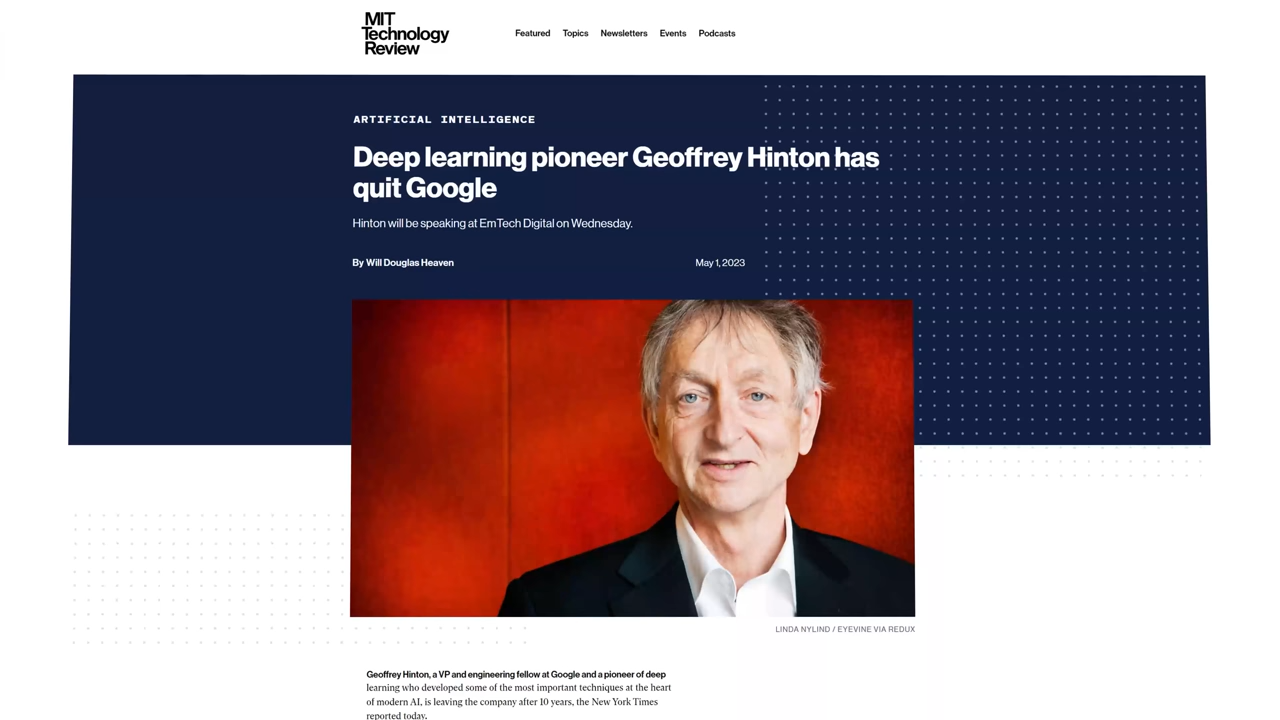 MIT
Technology
Review
Featured Topics Newsletters Events Podcasts
ARTIFICIAL INTELLIGENCE
Deep learning pioneer Geoffrey Hinton has
quit Google
Hinton will be speaking at EmTech Digital on Wednesday.
By Will Douglas Heaven May 1, 2023
LINDA NYLIND / EYEVINE VIA REDUX
Geoffrey Hinton, a VP and engineering fellow at Google and a pioneer of deep
learning who developed some of the most important techniques at the heart
of modern AI, is leaving the company after 10 years, the New York Times
reported today.